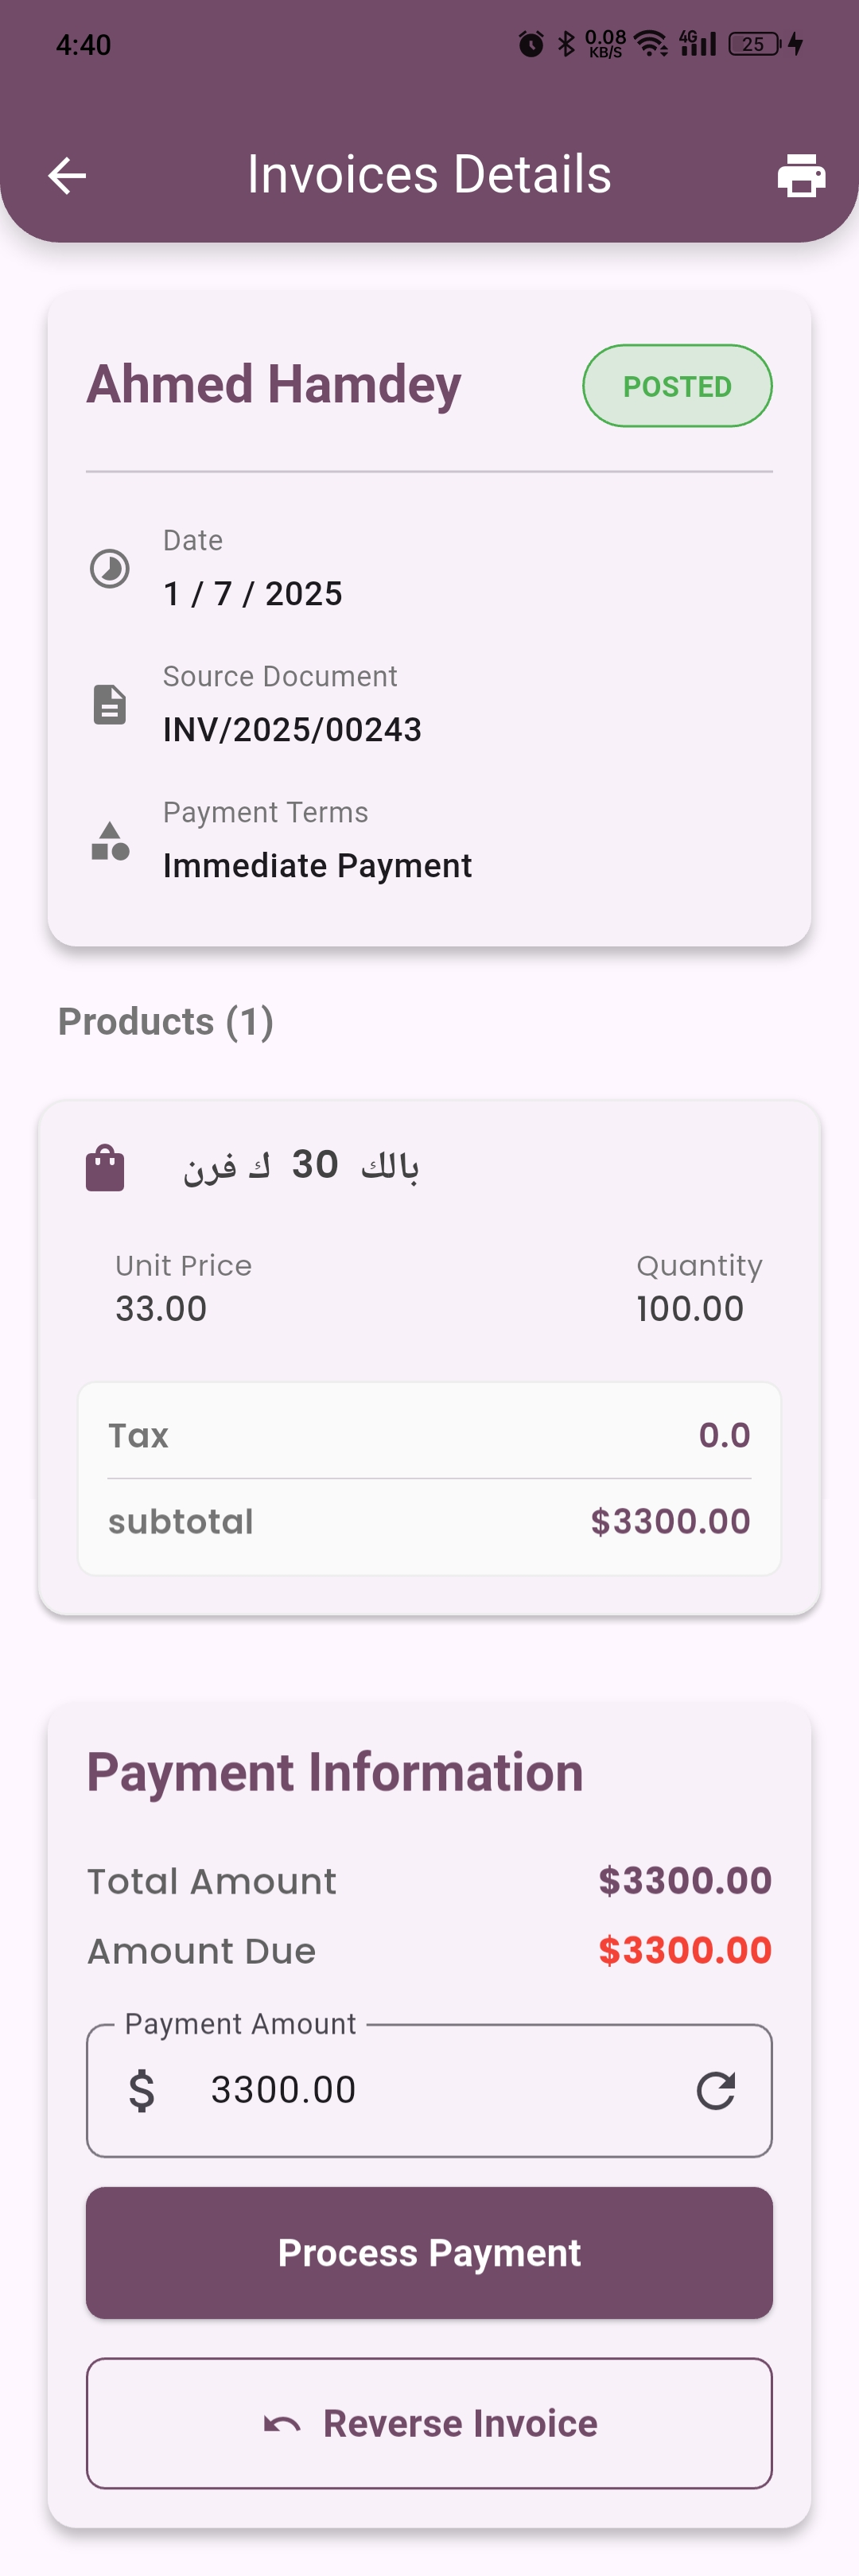 4:40
0.08 KB/S
4G
25
Invoices Details
Ahmed Hamdey
POSTED
Date
1 / 7 / 2025
Source Document
INV/2025/00243
Payment Terms
Immediate Payment
Products (1)
بالك 30 ك فرن
Unit Price
Quantity
33.00
100.00
Tax
0.0
subtotal
$3300.00
Payment Information
Total Amount
$3300.00
Amount Due
$3300.00
Payment Amount
$ 3300.00
Process Payment
Reverse Invoice